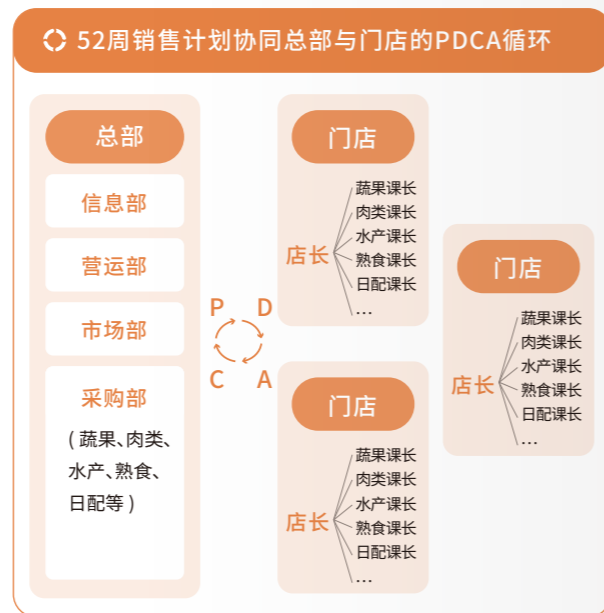 52周销售计划协同总部与门店的PDCA循环
总部
信息部
营运部
市场部
采购部
(蔬果、肉类、
水产、熟食、
日配等)
P D
C A
门店
店长
蔬果课长
肉类课长
水产课长
熟食课长
日配课长
...
门店
店长
蔬果课长
肉类课长
水产课长
熟食课长
日配课长
...
门店
店长
蔬果课长
肉类课长
水产课长
熟食课长
日配课长
...